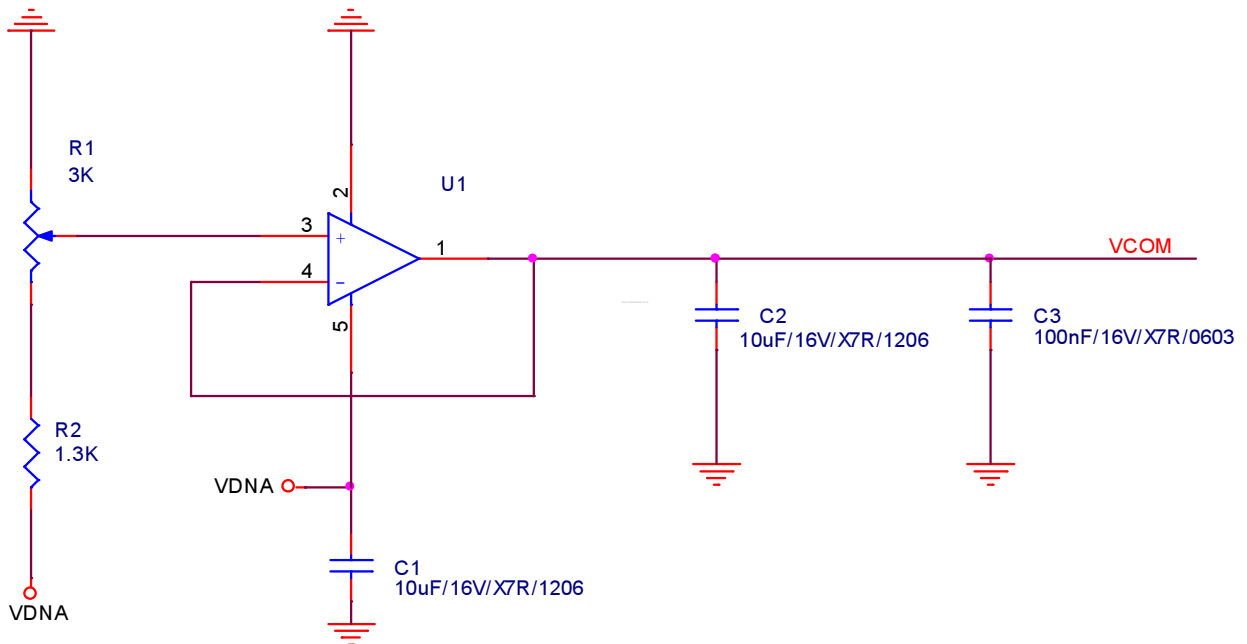 R1
3K
2
U1
3
+
1
VCOM
4
-
5
C2
10uF/16V/X7R/1206
C3
100nF/16V/X7R/0603
R2
1.3K
VDNA
C1
10uF/16V/X7R/1206
VDNA